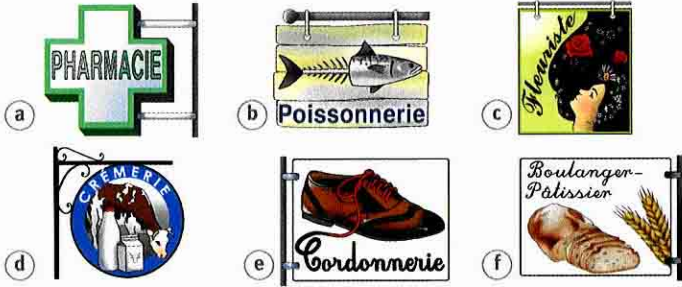 PHARMACIE
a
Poissonnerie
b
Fleuriste
c
CRÉMERIE
d
Cordonnerie
e
Boulanger-
Pâtissier
f